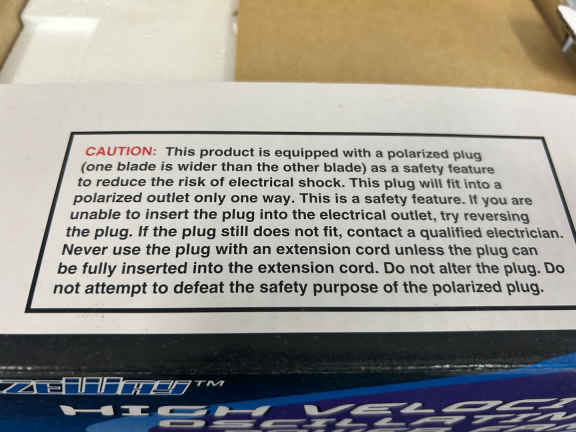 CAUTION: This product is equipped with a polarized plug
(one blade is wider than the other blade) as a safety feature
to reduce the risk of electrical shock. This plug will fit into a
polarized outlet only one way. This is a safety feature. If you are
unable to insert the plug into the electrical outlet, try reversing
the plug. If the plug still does not fit, contact a qualified electrician.
Never use the plug with an extension cord unless the plug can
be fully inserted into the extension cord. Do not alter the plug. Do
not attempt to defeat the safety purpose of the polarized plug.
TM
HIGH VELOCI
OSCILLATIN